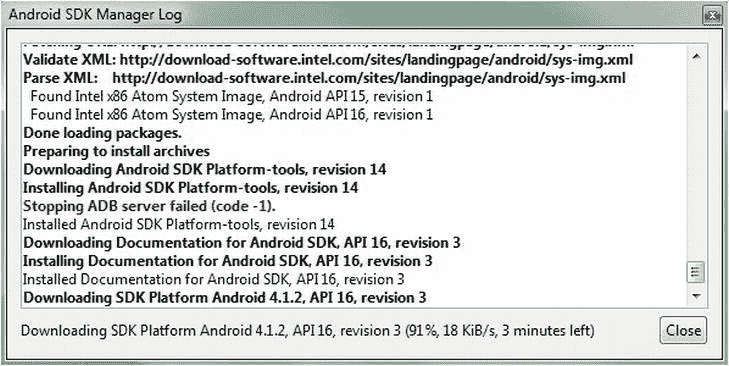 Android SDK Manager Log
Validate XML: http://download-software.intel.com/sites/landingpage/android/sys-img.xml
Parse XML: http://download-software.intel.com/sites/landingpage/android/sys-img.xml
Found Intel x86 Atom System Image, Android API 15, revision 1
Found Intel x86 Atom System Image, Android API 16, revision 1
Done loading packages.
Preparing to install archives
Downloading Android SDK Platform-tools, revision 14
Installing Android SDK Platform-tools, revision 14
Stopping ADB server failed (code -1).
Installed Android SDK Platform-tools, revision 14
Downloading Documentation for Android SDK, API 16, revision 3
Installing Documentation for Android SDK, API 16, revision 3
Installed Documentation for Android SDK, API 16, revision 3
Downloading SDK Platform Android 4.1.2, API 16, revision 3
Downloading SDK Platform Android 4.1.2, API 16, revision 3 (91%, 18 KiB/s, 3 minutes left)
Close